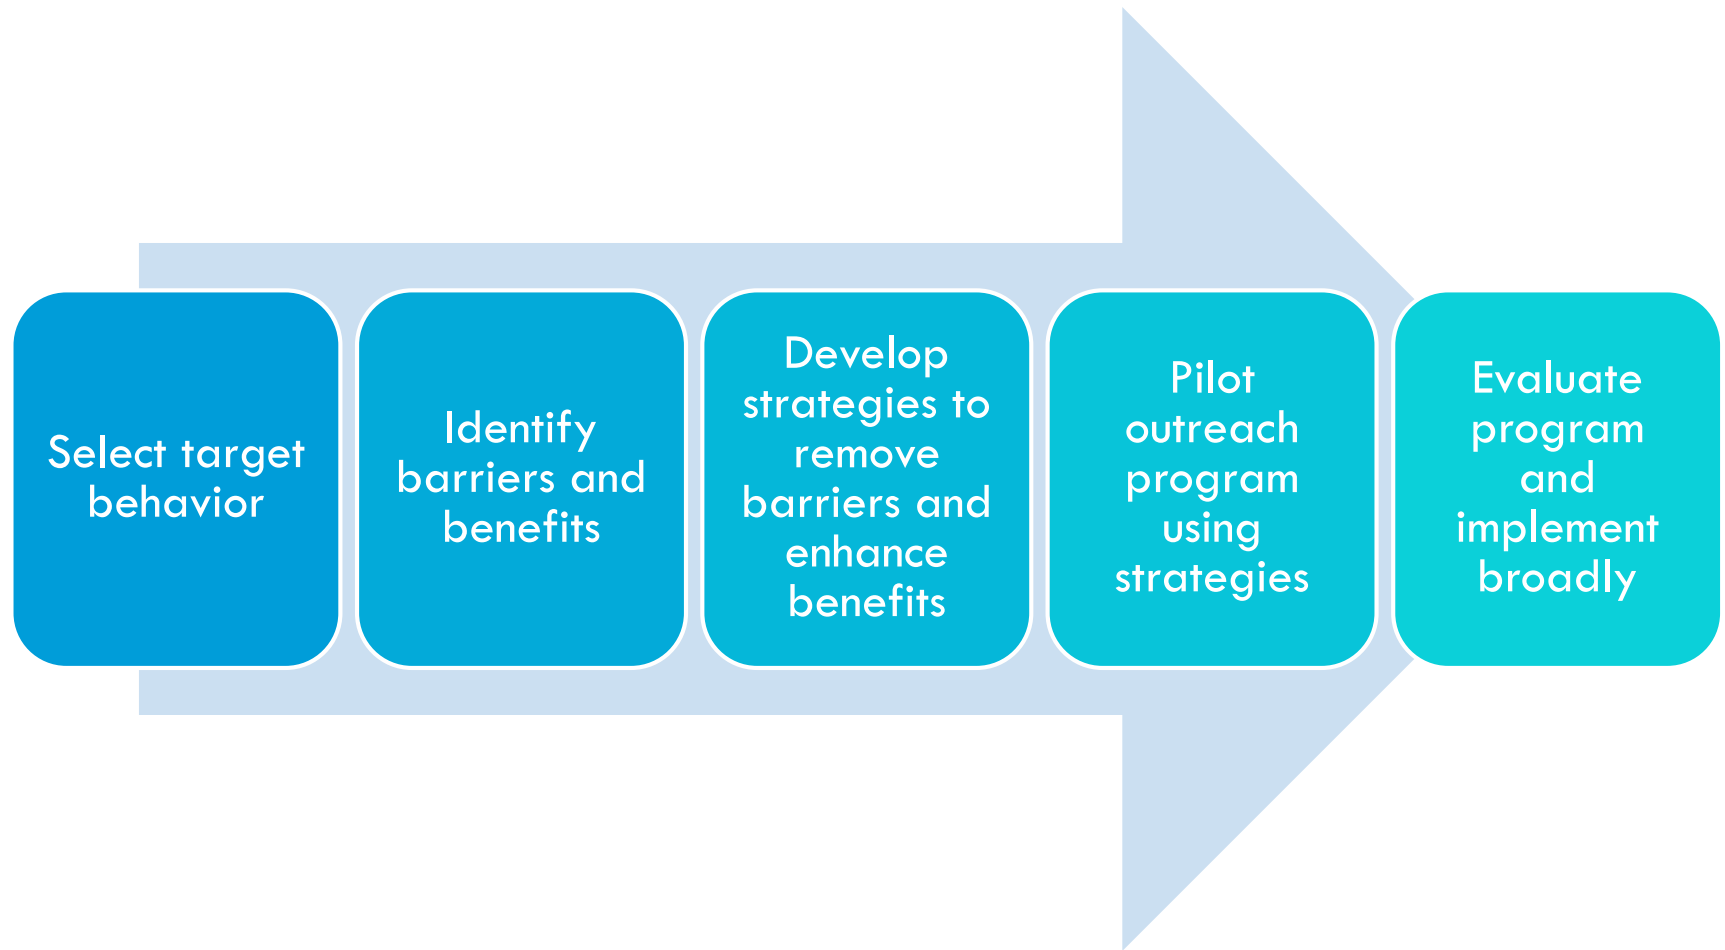 Select target
behavior
Identify
barriers and
benefits
Develop
strategies to
remove
barriers and
enhance
benefits
Pilot
outreach
program
using
strategies
Evaluate
program
and
implement
broadly